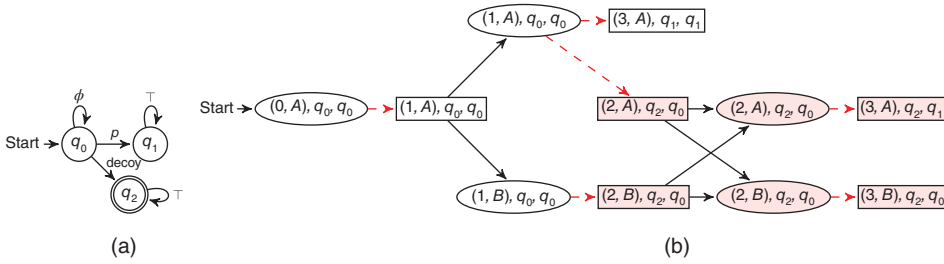 ϕ
⊤
Start
q0
p
q1
decoy
q2
⊤
(a)
(1, A), q0, q0
(3, A), q1, q1
Start
(0, A), q0, q0
(1, A), q0, q0
(2, A), q2, q0
(2, A), q2, q0
(3, A), q2, q1
(1, B), q0, q0
(2, B), q2, q0
(2, B), q2, q0
(3, B), q2, q0
(b)